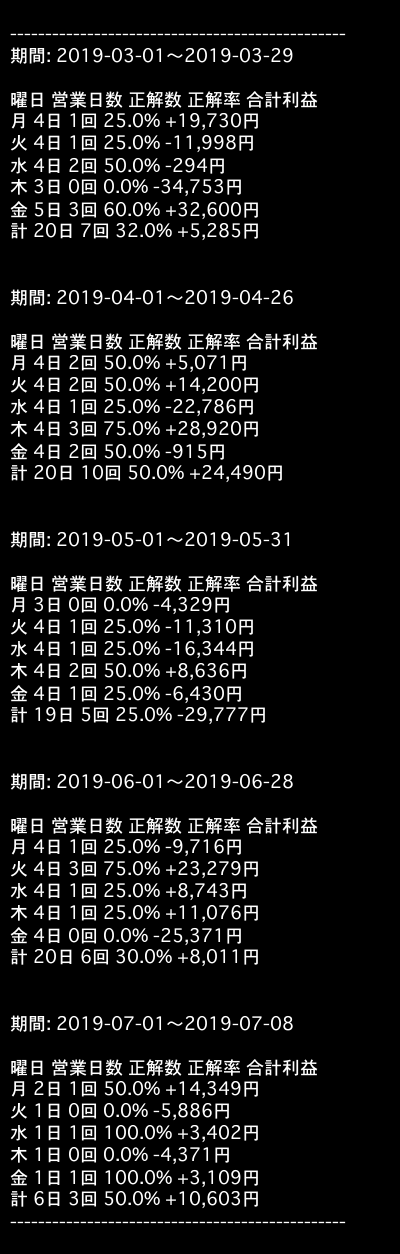 ------------------------------------------------
期間: 2019-03-01〜2019-03-29
曜日 営業日数 正解数 正解率 合計利益
月 4日 1回 25.0% +19,730円
火 4日 1回 25.0% -11,998円
水 4日 2回 50.0% -294円
木 3日 0回 0.0% -34,753円
金 5日 3回 60.0% +32,600円
計 20日 7回 32.0% +5,285円
期間: 2019-04-01〜2019-04-26
曜日 営業日数 正解数 正解率 合計利益
月 4日 2回 50.0% +5,071円
火 4日 2回 50.0% +14,200円
水 4日 1回 25.0% -22,786円
木 4日 3回 75.0% +28,920円
金 4日 2回 50.0% -915円
計 20日 10回 50.0% +24,490円
期間: 2019-05-01〜2019-05-31
曜日 営業日数 正解数 正解率 合計利益
月 3日 0回 0.0% -4,329円
火 4日 1回 25.0% -11,310円
水 4日 1回 25.0% -16,344円
木 4日 2回 50.0% +8,636円
金 4日 1回 25.0% -6,430円
計 19日 5回 25.0% -29,777円
期間: 2019-06-01〜2019-06-28
曜日 営業日数 正解数 正解率 合計利益
月 4日 1回 25.0% -9,716円
火 4日 3回 75.0% +23,279円
水 4日 1回 25.0% +8,743円
木 4日 1回 25.0% +11,076円
金 4日 0回 0.0% -25,371円
計 20日 6回 30.0% +8,011円
期間: 2019-07-01〜2019-07-08
曜日 営業日数 正解数 正解率 合計利益
月 2日 1回 50.0% +14,349円
火 1日 0回 0.0% -5,886円
水 1日 1回 100.0% +3,402円
木 1日 0回 0.0% -4,371円
金 1日 1回 100.0% +3,109円
計 6日 3回 50.0% +10,603円
------------------------------------------------